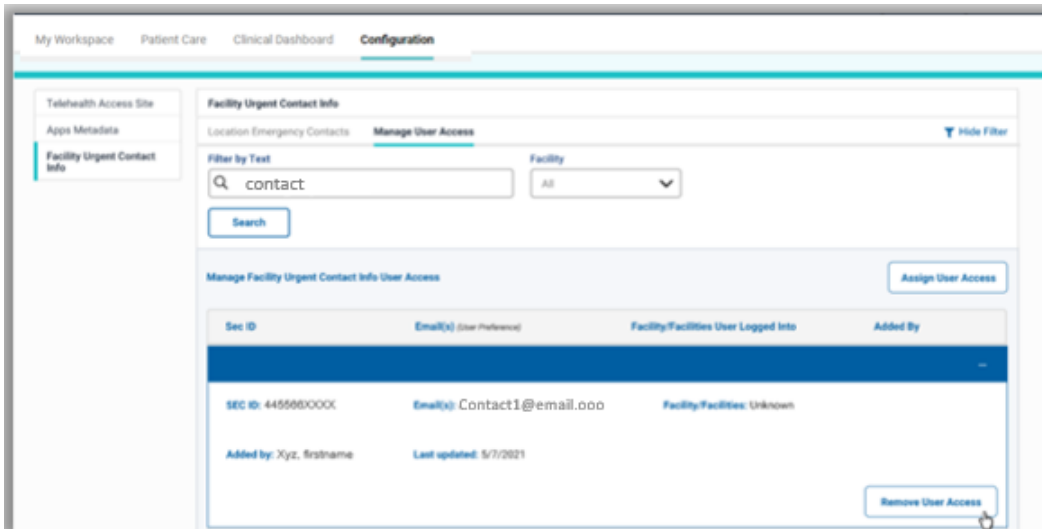 My Workspace Patient Care Clinical Dashboard Configuration
Telehealth Access Site
Apps Metadata
Facility Urgent Contact
Info
Facility Urgent Contact Info
Location Emergency Contacts Manage User Access Hide Filter
Filter by Text Facility
contact All
Search
Manage Facility Urgent Contact Info User Access Assign User Access
Sec ID Email(s) (User Preference) Facility/Facilities User Logged Into Added By
SEC ID: 445566XXXX Email(s): Contact1@email.ooo Facility/Facilities: Unknown
Added by: Xyz, firstname Last updated: 5/7/2021
Remove User Access